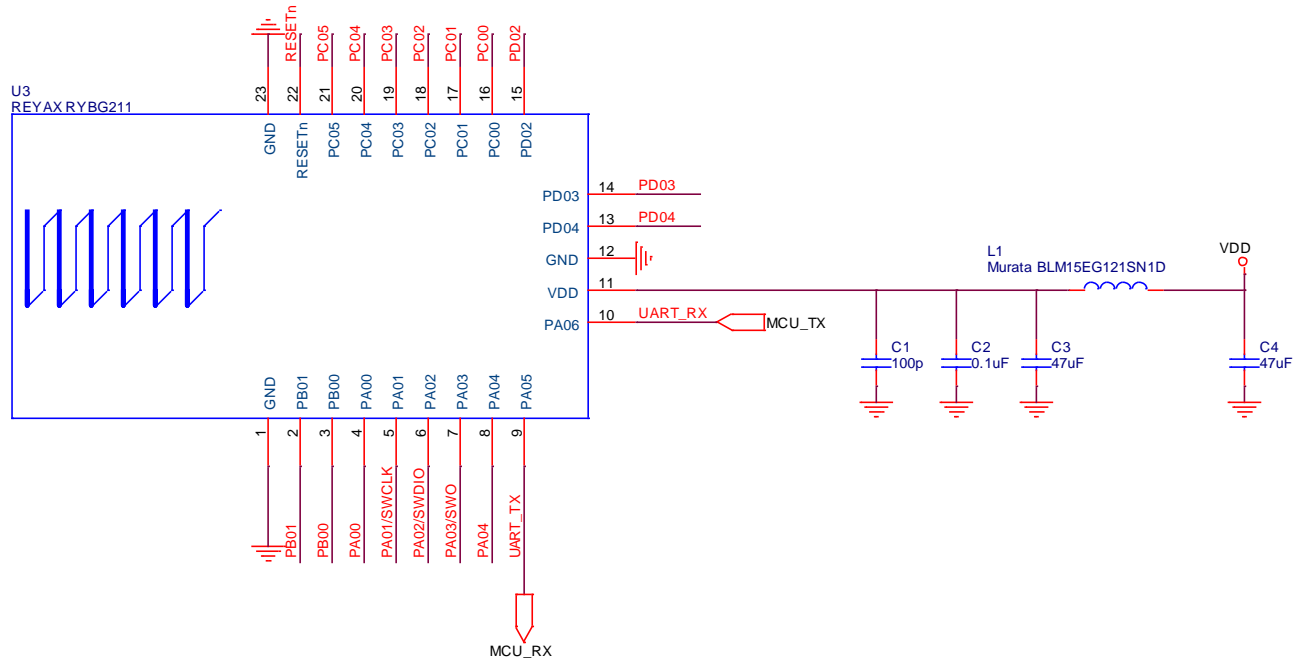 RESETn
PC05
PC04
PC03
PC02
PC01
PC00
PD02
23
22
21
20
19
18
17
16
15
U3
REYAX RYBG211
GND
RESETn
PC05
PC04
PC03
PC02
PC01
PC00
PD02
PD03
14
PD03
PD04
13
PD04
GND
12
VDD
11
PA06
10
UART_RX
MCU_TX
L1
Murata BLM15EG121SN1D
VDD
C1
100p
C2
0.1uF
C3
47uF
C4
47uF
GND
PB01
PB00
PA00
PA01
PA02
PA03
PA04
PA05
1
2
3
4
5
6
7
8
9
PB01
PB00
PA00
PA01/SWCLK
PA02/SWDIO
PA03/SWO
PA04
UART_TX
MCU_RX